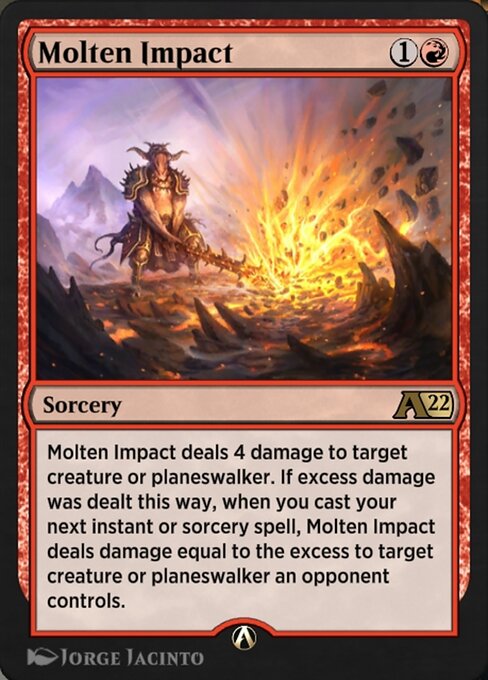 Molten Impact 1
Sorcery A22
Molten Impact deals 4 damage to target
creature or planeswalker. If excess damage
was dealt this way, when you cast your
next instant or sorcery spell, Molten Impact
deals damage equal to the excess to target
creature or planeswalker an opponent
controls.
Jorge Jacinto